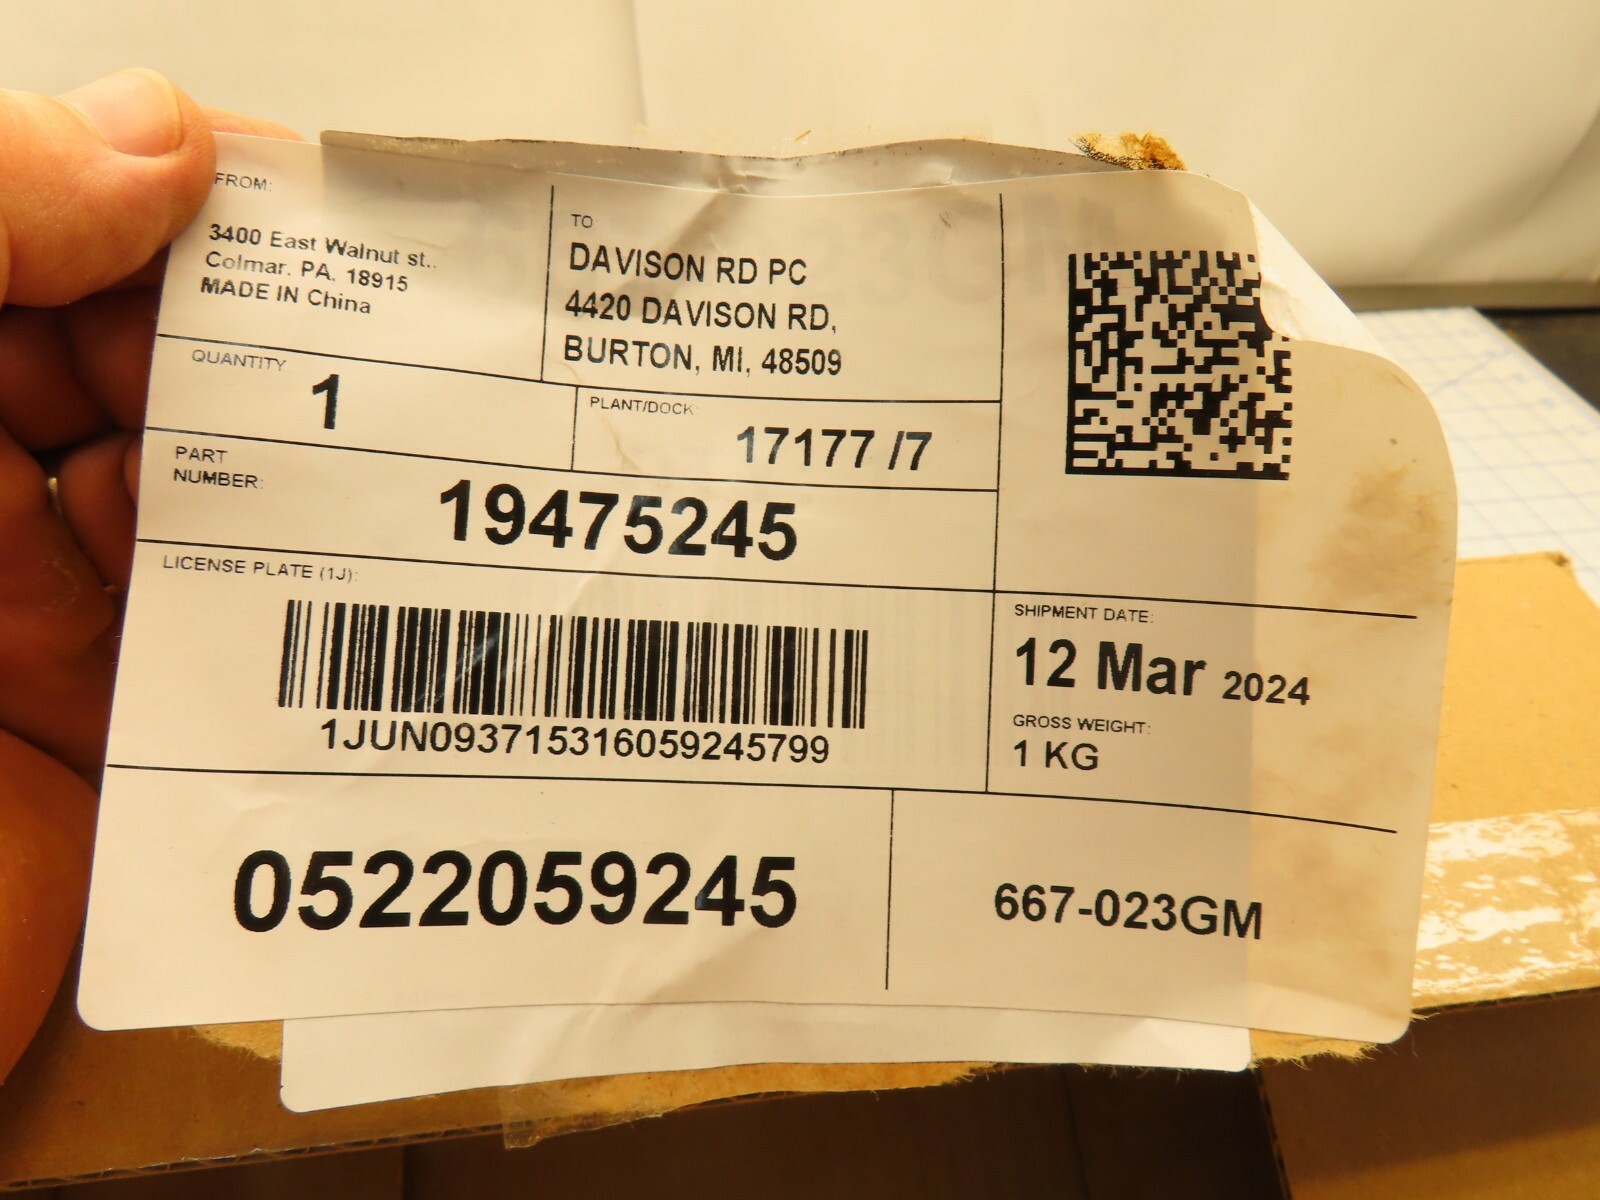 FROM:
3400 East Walnut st..
Colmar. PA. 18915
MADE IN China
TO
DAVISON RD PC
4420 DAVISON RD,
BURTON, MI, 48509
QUANTITY
1
PLANT/DOCK:
17177 /7
PART
NUMBER:
19475245
LICENSE PLATE (1J):
1JUN093715316059245799
SHIPMENT DATE:
12 Mar 2024
GROSS WEIGHT:
1 KG
0522059245
667-023GM